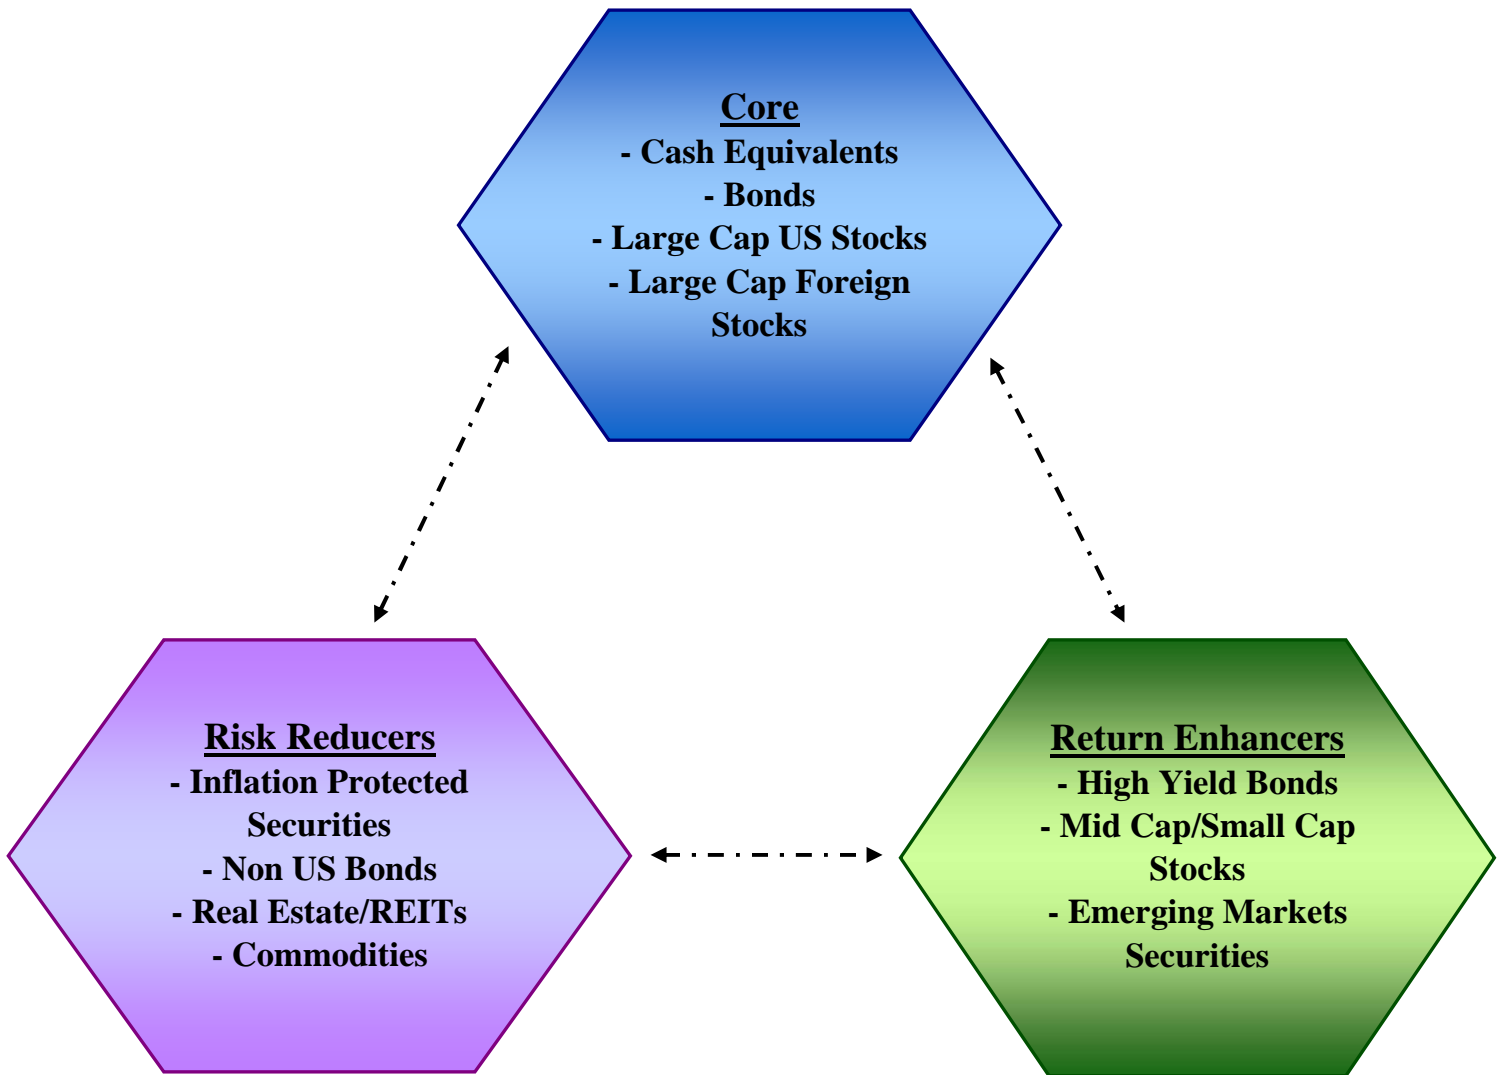 Core
- Cash Equivalents
- Bonds
- Large Cap US Stocks
- Large Cap Foreign
Stocks
Risk Reducers
- Inflation Protected
Securities
- Non US Bonds
- Real Estate/REITs
- Commodities
Return Enhancers
- High Yield Bonds
- Mid Cap/Small Cap
Stocks
- Emerging Markets
Securities